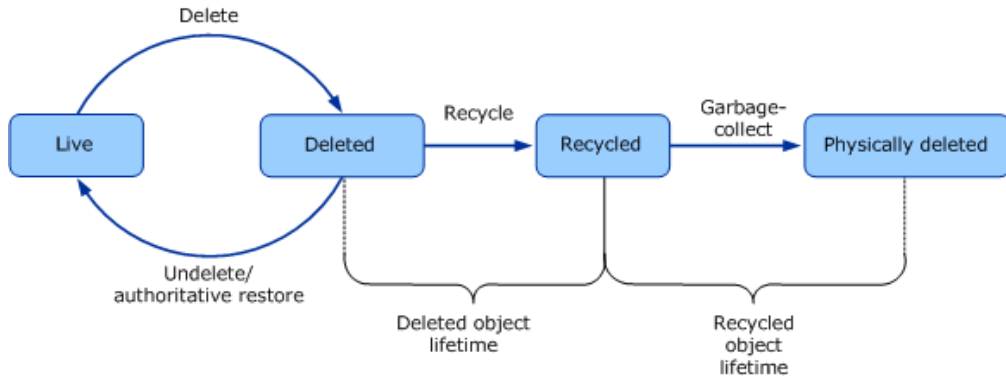 Delete
Live
Deleted
Recycle
Recycled
Garbage-
collect
Physically deleted
Undelete/
authoritative restore
Deleted object
lifetime
Recycled
object
lifetime